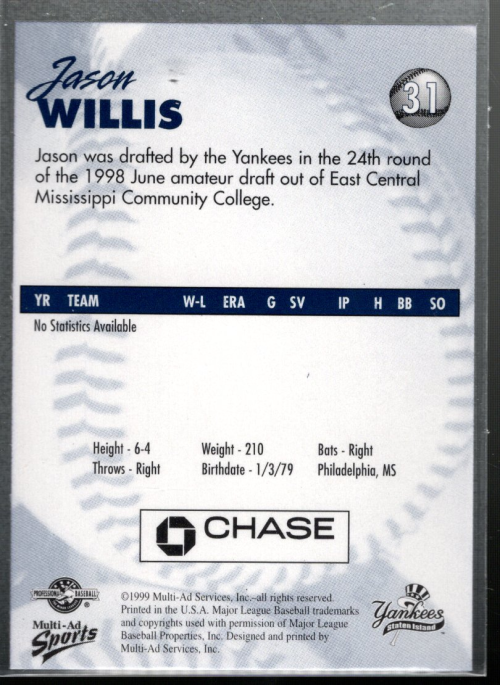 Jason
WILLIS
31
Jason was drafted by the Yankees in the 24th round
of the 1998 June amateur draft out of East Central
Mississippi Community College.
YR TEAM W-L ERA G SV IP H BB SO
No Statistics Available
Height - 6-4 Weight - 210 Bats - Right
Throws - Right Birthdate - 1/3/79 Philadelphia, MS
CHASE
PROFESSIONAL BASEBALL
Multi-Ad
Sports
©1999 Multi-Ad Services, Inc.–all rights reserved.
Printed in the U.S.A. Major League Baseball trademarks
and copyrights used with permission of Major League
Baseball Properties, Inc. Designed and printed by
Multi-Ad Services, Inc.
Yankees
Staten Island